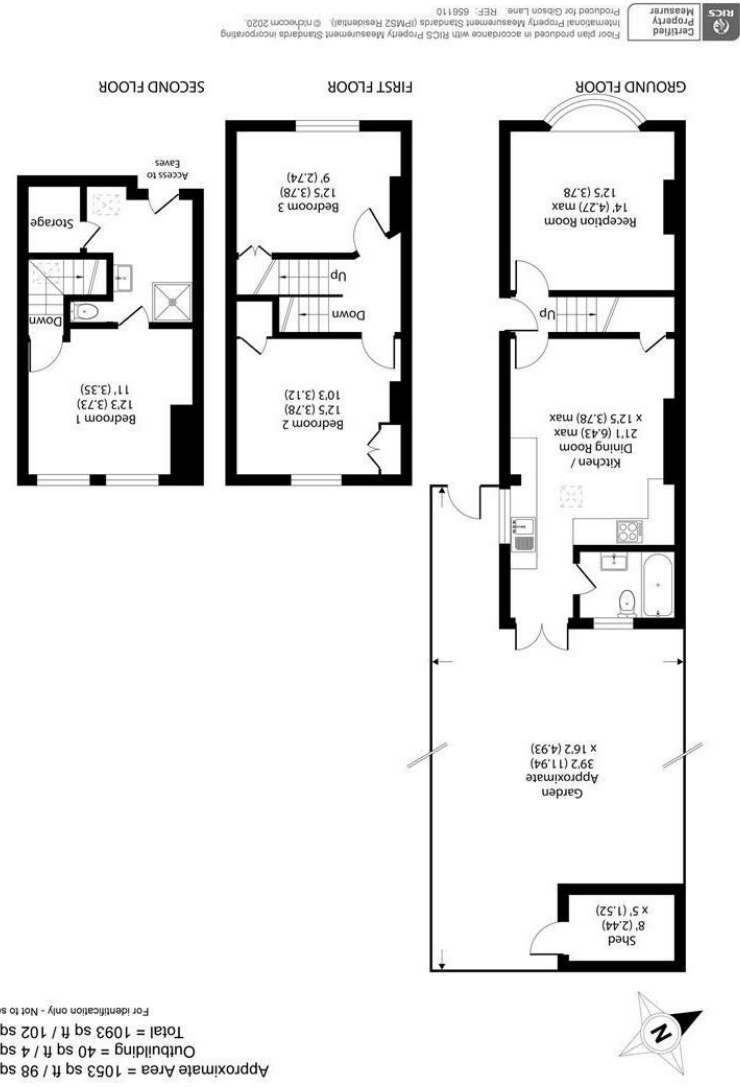 Approximate Area = 1053 sq ft / 98 sq
Outbuilding = 40 sq ft / 4 sq
Total = 1093 sq ft / 102 sq
For identification only - Not to sc
N
Shed
8' (2.44)
x 5' (1.52)
Garden
Approximate
39'2 (11.94)
x 16'2 (4.93)
Kitchen /
Dining Room
21'1 (6.43) max
x 12'5 (3.78) max
Up
Reception Room
14' (4.27) max
12'5 (3.78)
GROUND FLOOR
Bedroom 2
12'5 (3.78)
10'3 (3.12)
Down
Up
Bedroom 3
12'5 (3.78)
9' (2.74)
FIRST FLOOR
Bedroom 1
12'3 (3.73)
11' (3.35)
Down
Storage
Access to
Eaves
SECOND FLOOR
RICS
Certified
Property
Measurer
Floor plan produced in accordance with RICS Property Measurement Standards incorporating
International Property Measurement Standards (IPMS2 Residential). © nichecom 2020.
Produced for Gibson Lane. REF: 656110